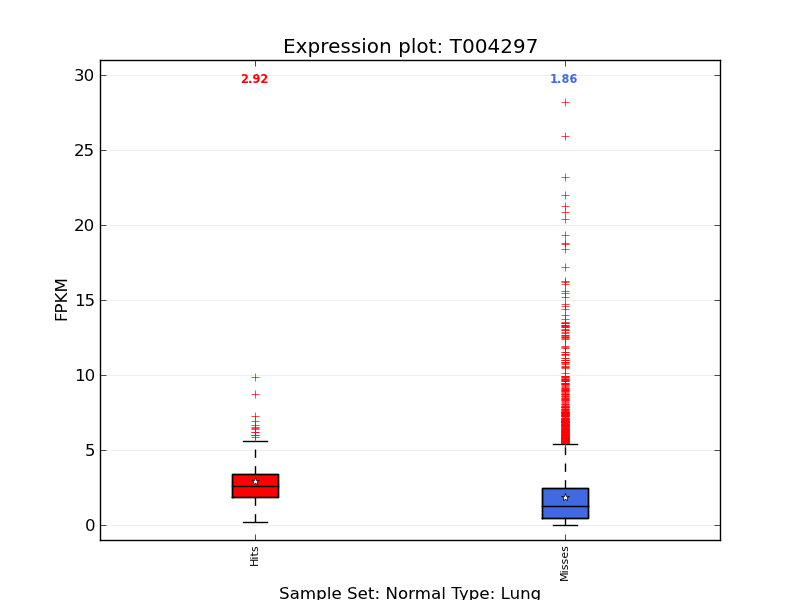 Expression plot: T004297
30
2.92
1.86
25
20
15
FPKM
10
5
0
Hits
Misses
Sample Set: Normal Type: Lung